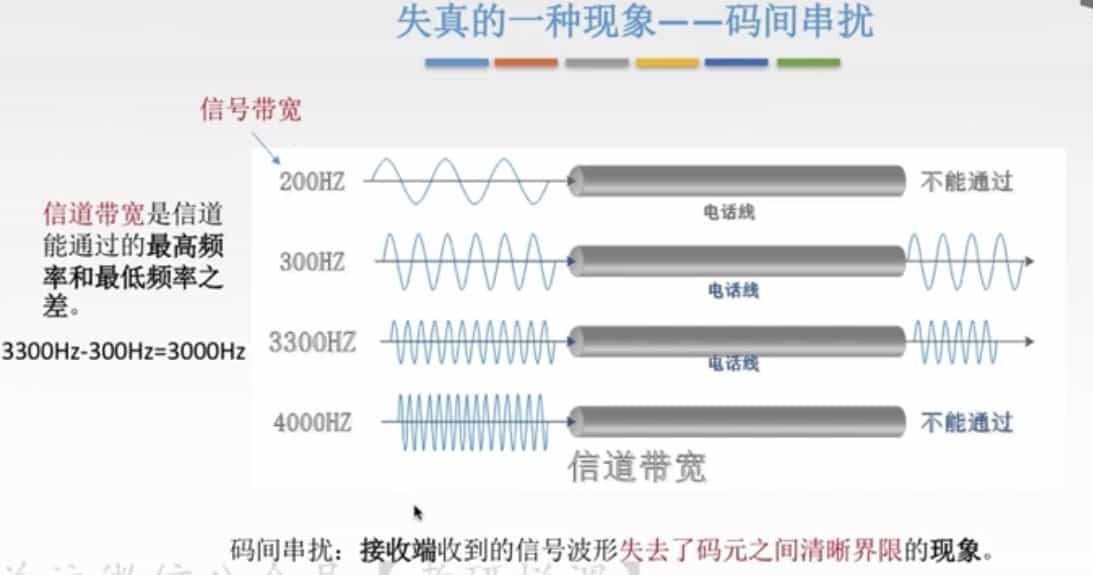 失真的一种现象——码间串扰
信号带宽
200HZ
不能通过
电话线
信道带宽是信道
能通过的最高频
率和最低频率之
差。
300HZ
电话线
3300Hz-300Hz=3000Hz
3300HZ
电话线
4000HZ
不能通过
信道带宽
码间串扰：接收端收到的信号波形失去了码元之间清晰界限的现象。